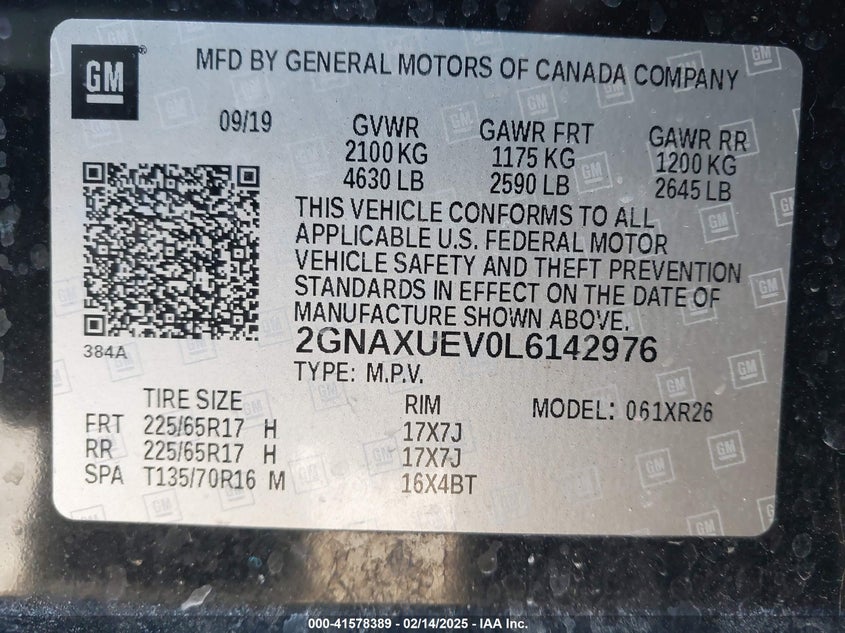 GM
MFD BY GENERAL MOTORS OF CANADA COMPANY
09/19
GVWR GAWR FRT GAWR RR
2100 KG 1175 KG 1200 KG
4630 LB 2590 LB 2645 LB
THIS VEHICLE CONFORMS TO ALL
APPLICABLE U.S. FEDERAL MOTOR
VEHICLE SAFETY AND THEFT PREVENTION
STANDARDS IN EFFECT ON THE DATE OF
MANUFACTURE SHOWN ABOVE.
384A
2GNAXUEV0L6142976
TYPE: M.P.V.
TIRE SIZE RIM MODEL: 061XR26
FRT 225/65R17 H 17X7J
RR 225/65R17 H 17X7J
SPA T135/70R16 M 16X4BT
000-41578389 - 02/14/2025 - IAA Inc.